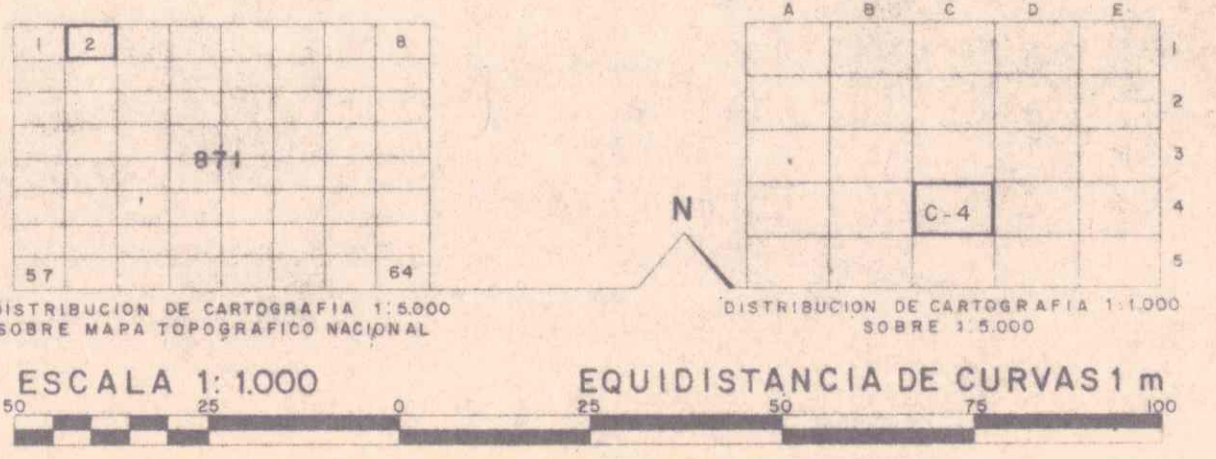 1 2 8
871
57 64
DISTRIBUCION DE CARTOGRAFIA 1:5.000
SOBRE MAPA TOPOGRAFICO NACIONAL
N
A B C D E
1
2
3
C-4 4
5
DISTRIBUCION DE CARTOGRAFIA 1:1.000
SOBRE 1:5.000
ESCALA 1: 1.000
EQUIDISTANCIA DE CURVAS 1 m
50 25 0 25 50 75 100